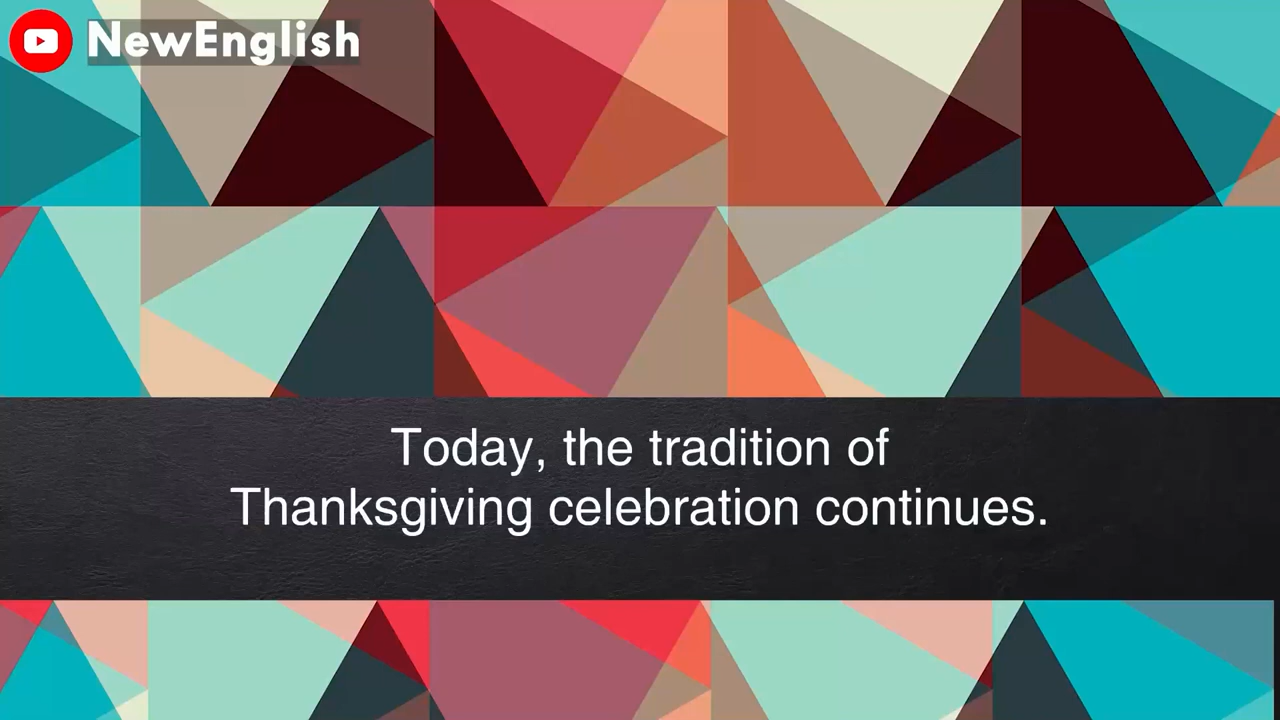 NewEnglish
Today, the tradition of
Thanksgiving celebration continues.